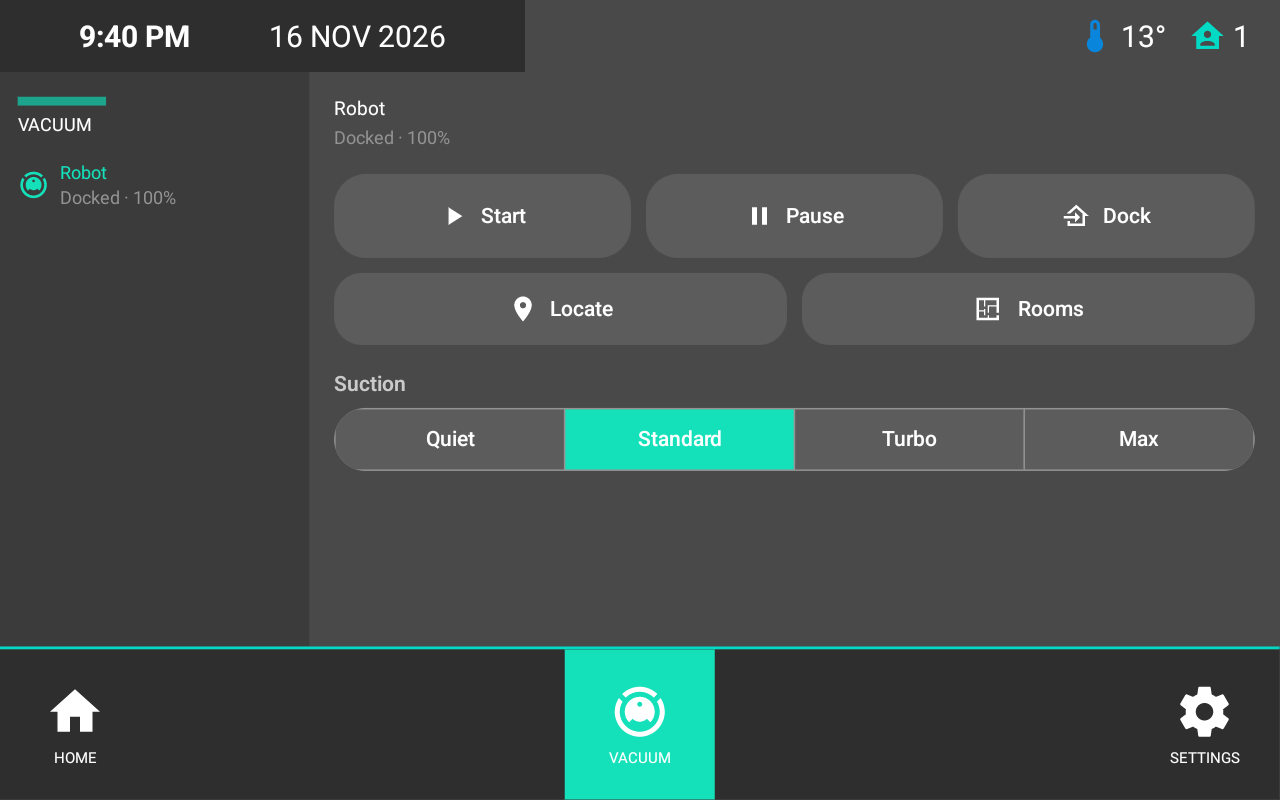 9:40 PM 16 NOV 2026 13° 1
VACUUM
Robot
Docked · 100%
Robot
Docked · 100%
Start Pause Dock
Locate Rooms
Suction
Quiet Standard Turbo Max
HOME VACUUM SETTINGS